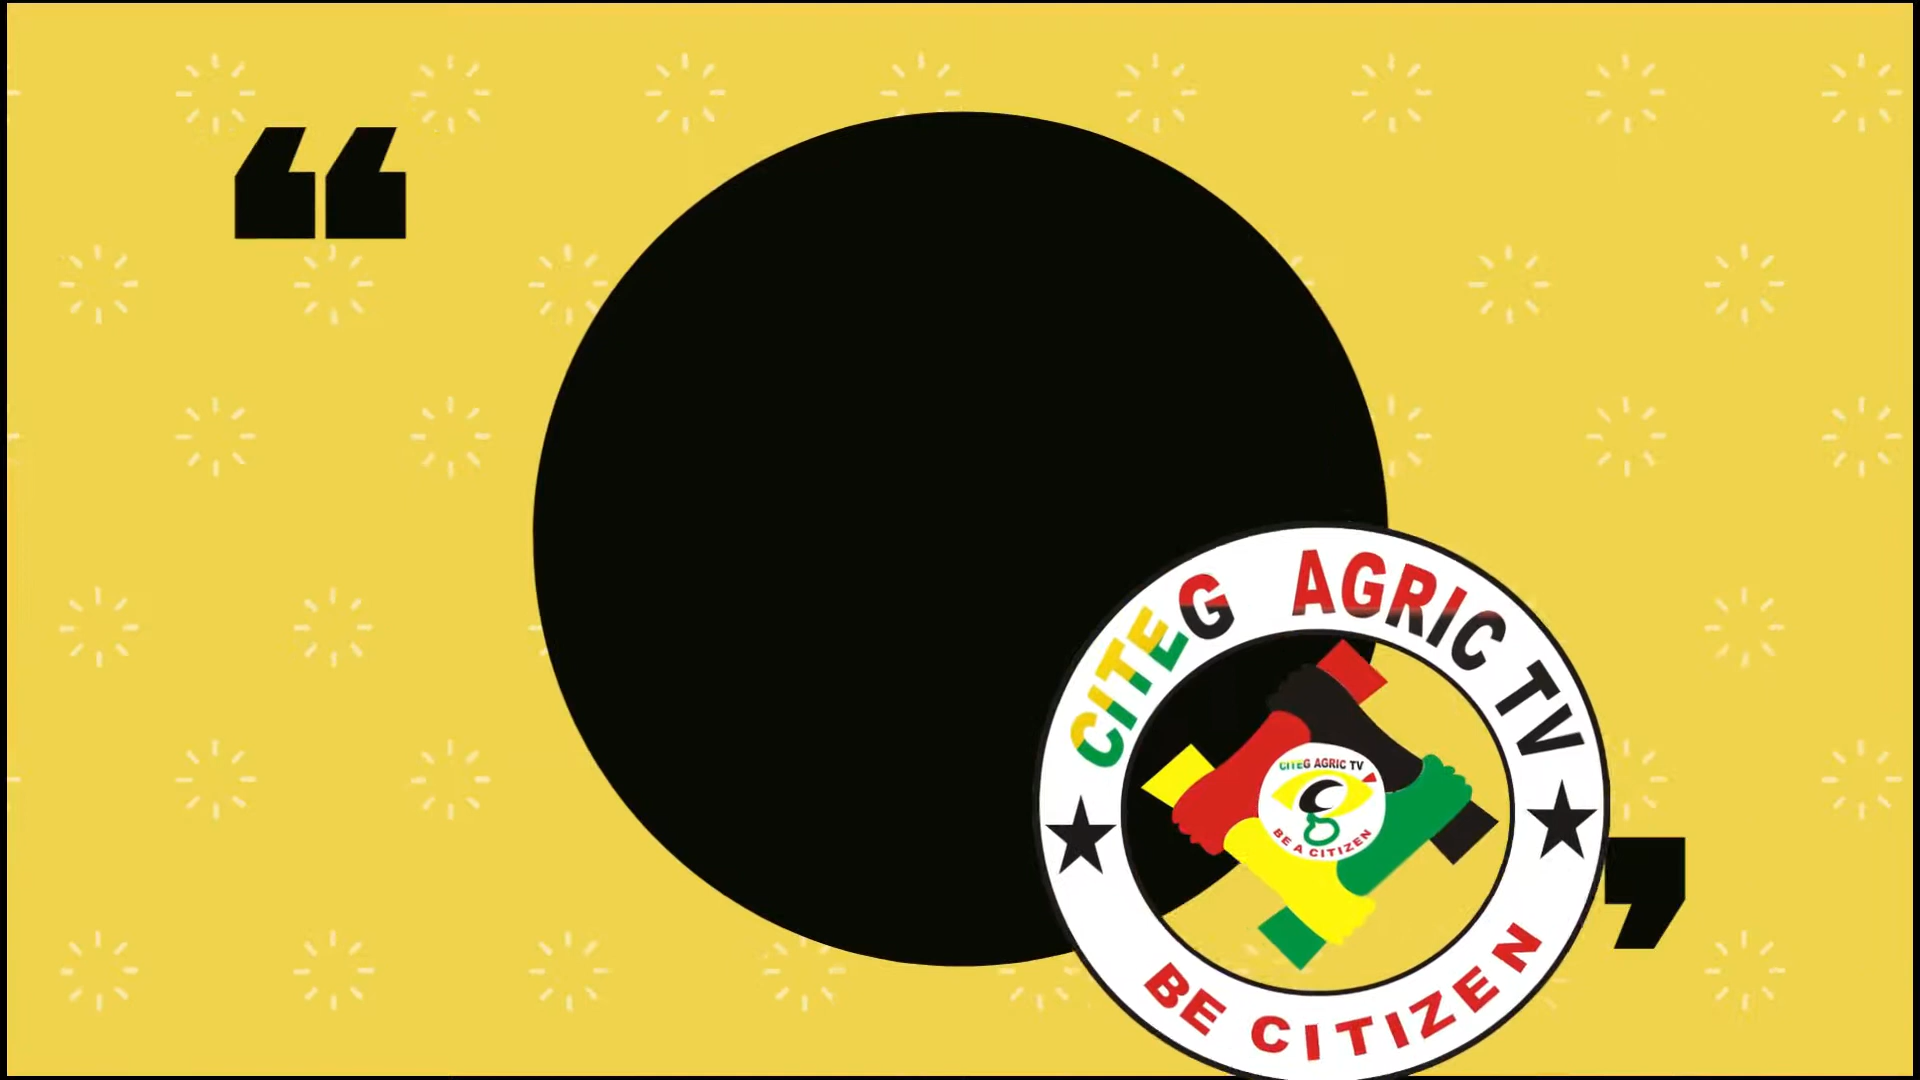 “
CITEG AGRIC TV
CITEG AGRIC TV
BE A CITIZEN
BE CITIZEN
”